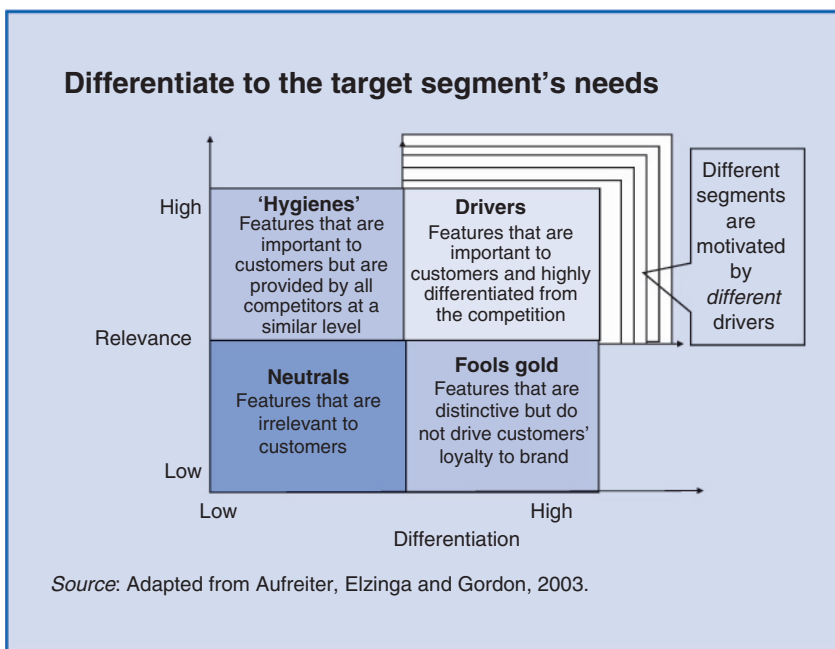 Differentiate to the target segment's needs
High
'Hygienes'
Features that are
important to
customers but are
provided by all
competitors at a
similar level
Drivers
Features that are
important to
customers and highly
differentiated from
the competition
Different
segments
are
motivated
by
different
drivers
Relevance
Neutrals
Features that are
irrelevant to
customers
Fools gold
Features that are
distinctive but do
not drive customers'
loyalty to brand
Low
Low
High
Differentiation
Source: Adapted from Aufreiter, Elzinga and Gordon, 2003.